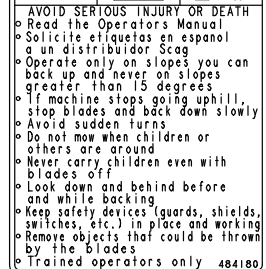 AVOID SERIOUS INJURY OR DEATH
o Read the Operators Manual
o Solicite etiquetas en espanol
a un distribuidor Scag
o Operate only on slopes you can
back up and never on slopes
greater than 15 degrees
o If machine stops going uphill,
stop blades and back down slowly
o Avoid sudden turns
o Do not mow when children or
others are around
o Never carry children even with
blades off
o Look down and behind before
and while backing
o Keep safety devices (guards, shields,
switches, etc.) in place and working
o Remove objects that could be thrown
by the blades
o Trained operators only 484180